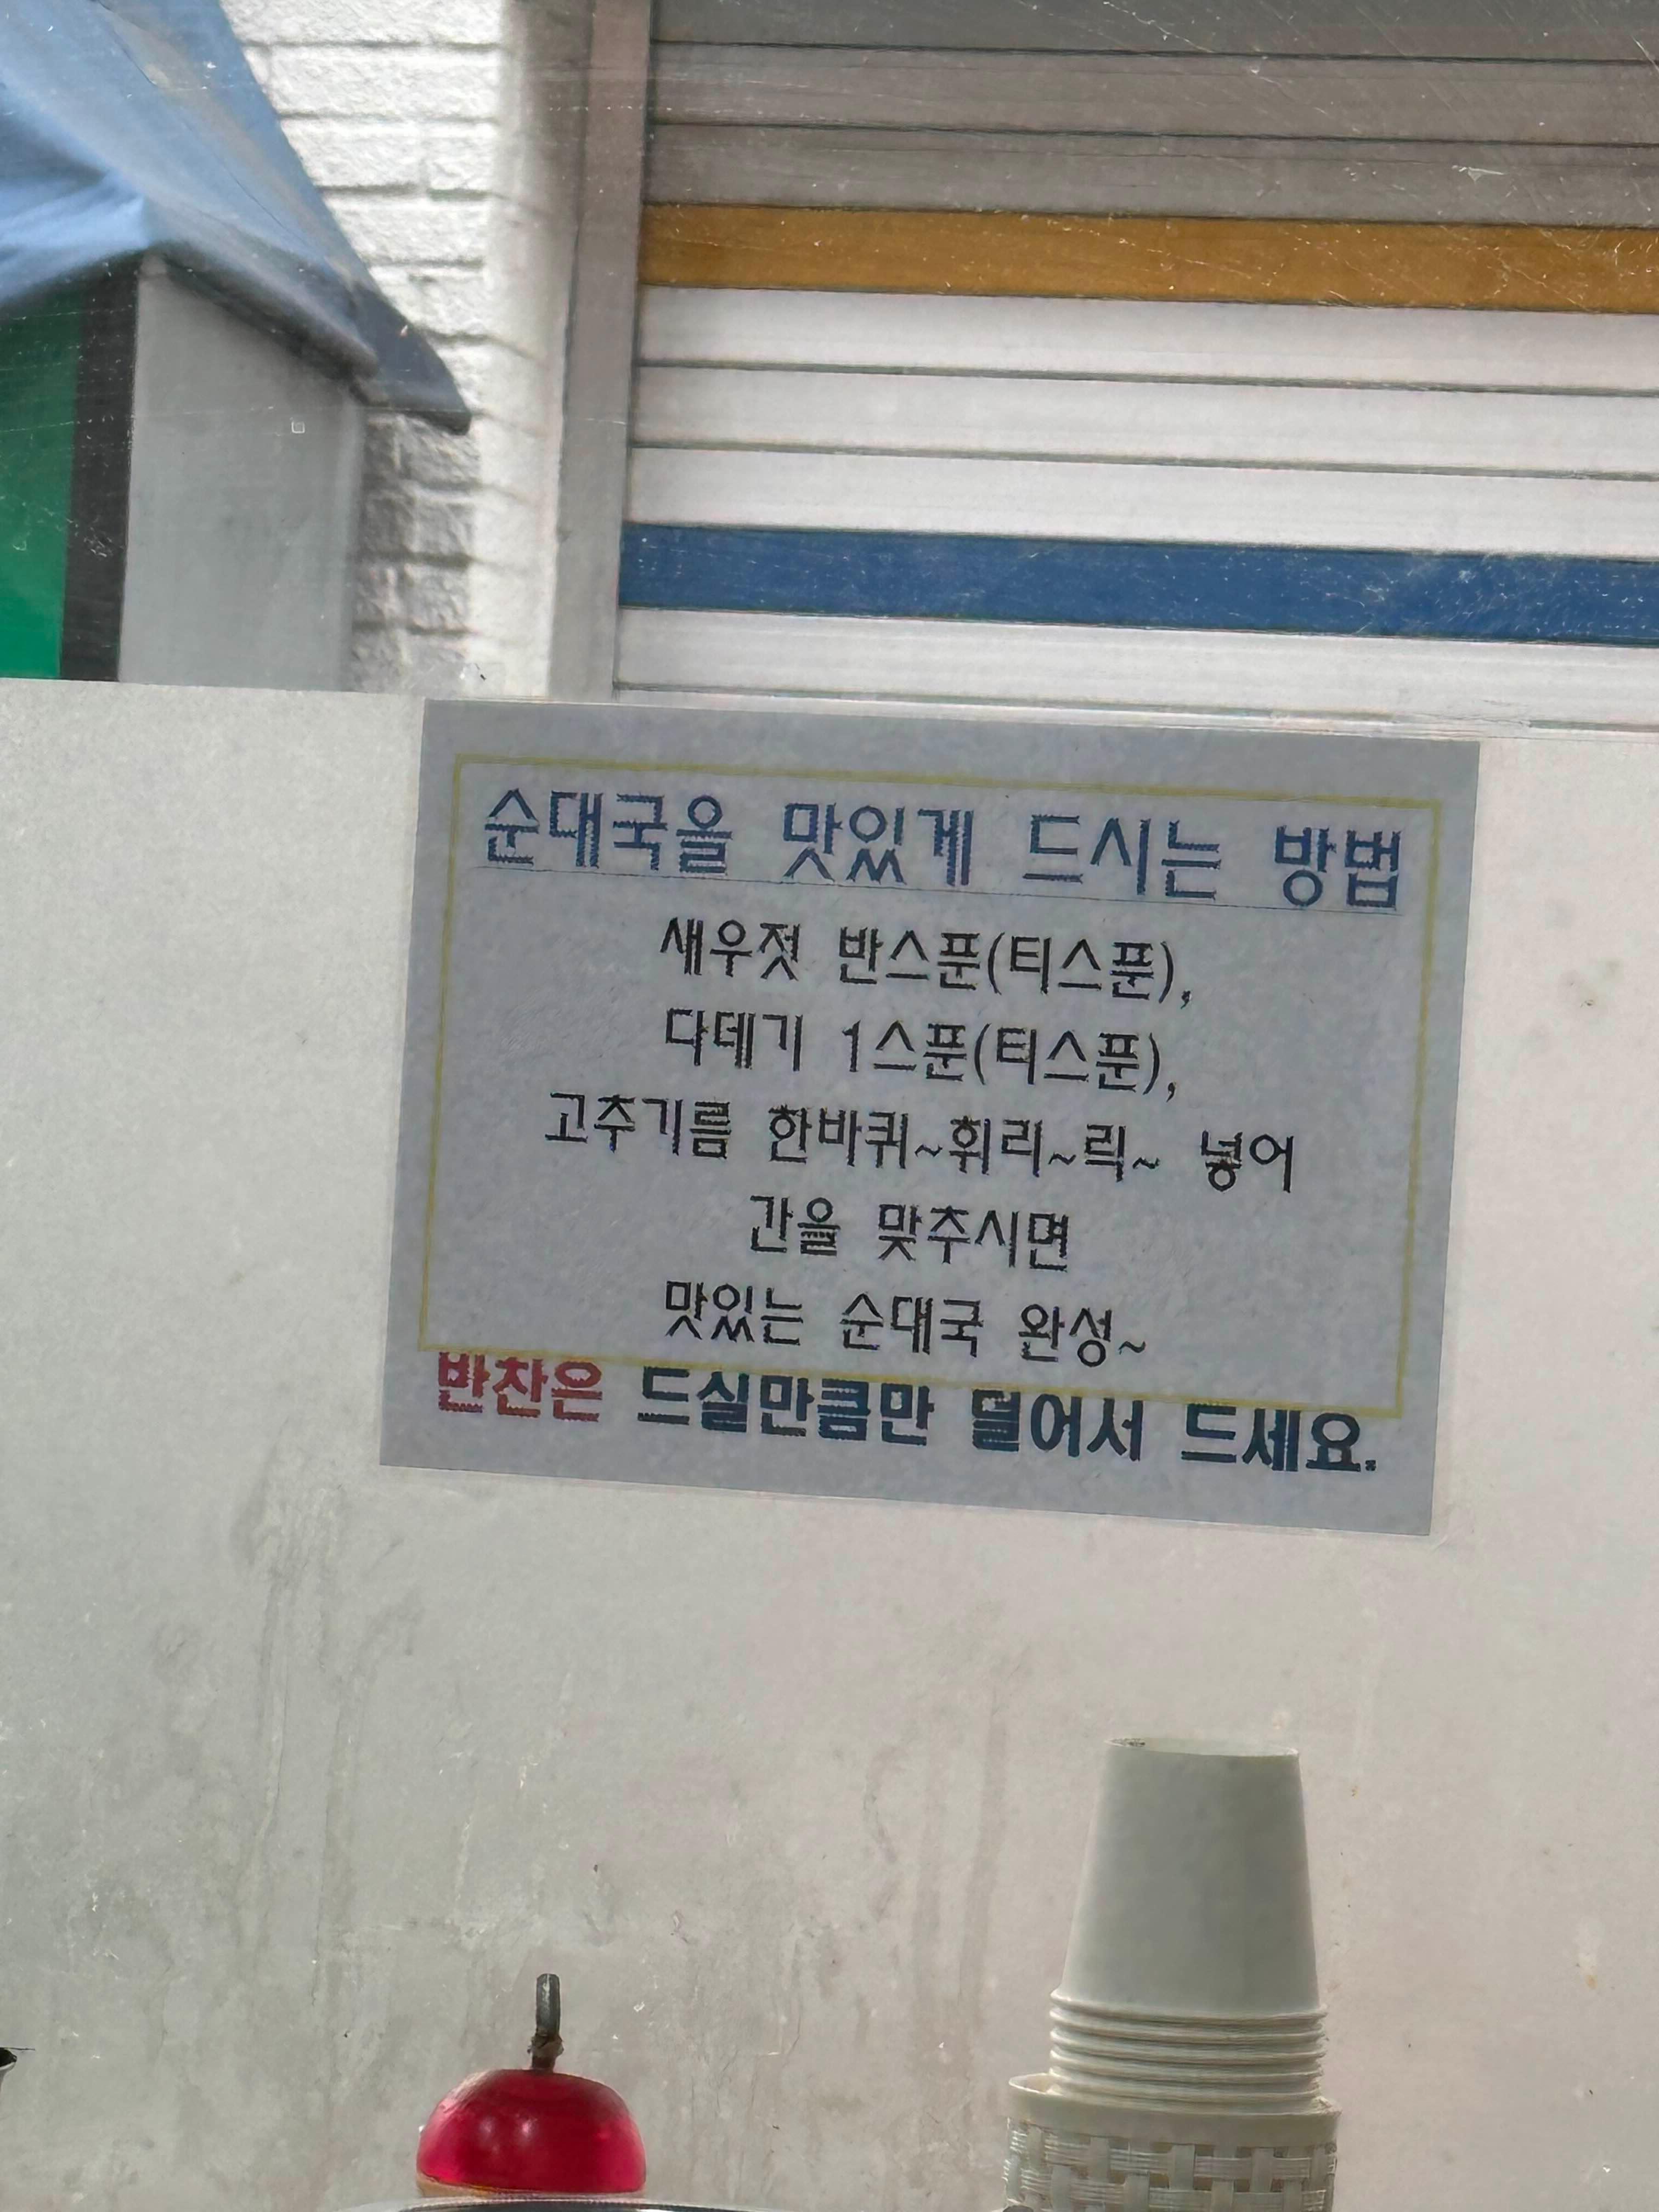 순대국을 맛있게 드시는 방법
새우젓 반스푼(티스푼),
다데기 1스푼(티스푼),
고추기름 한바퀴~휘리~릭~ 넣어
간을 맞추시면
맛있는 순대국 완성~
반찬은 드실만큼만 덜어서 드세요.